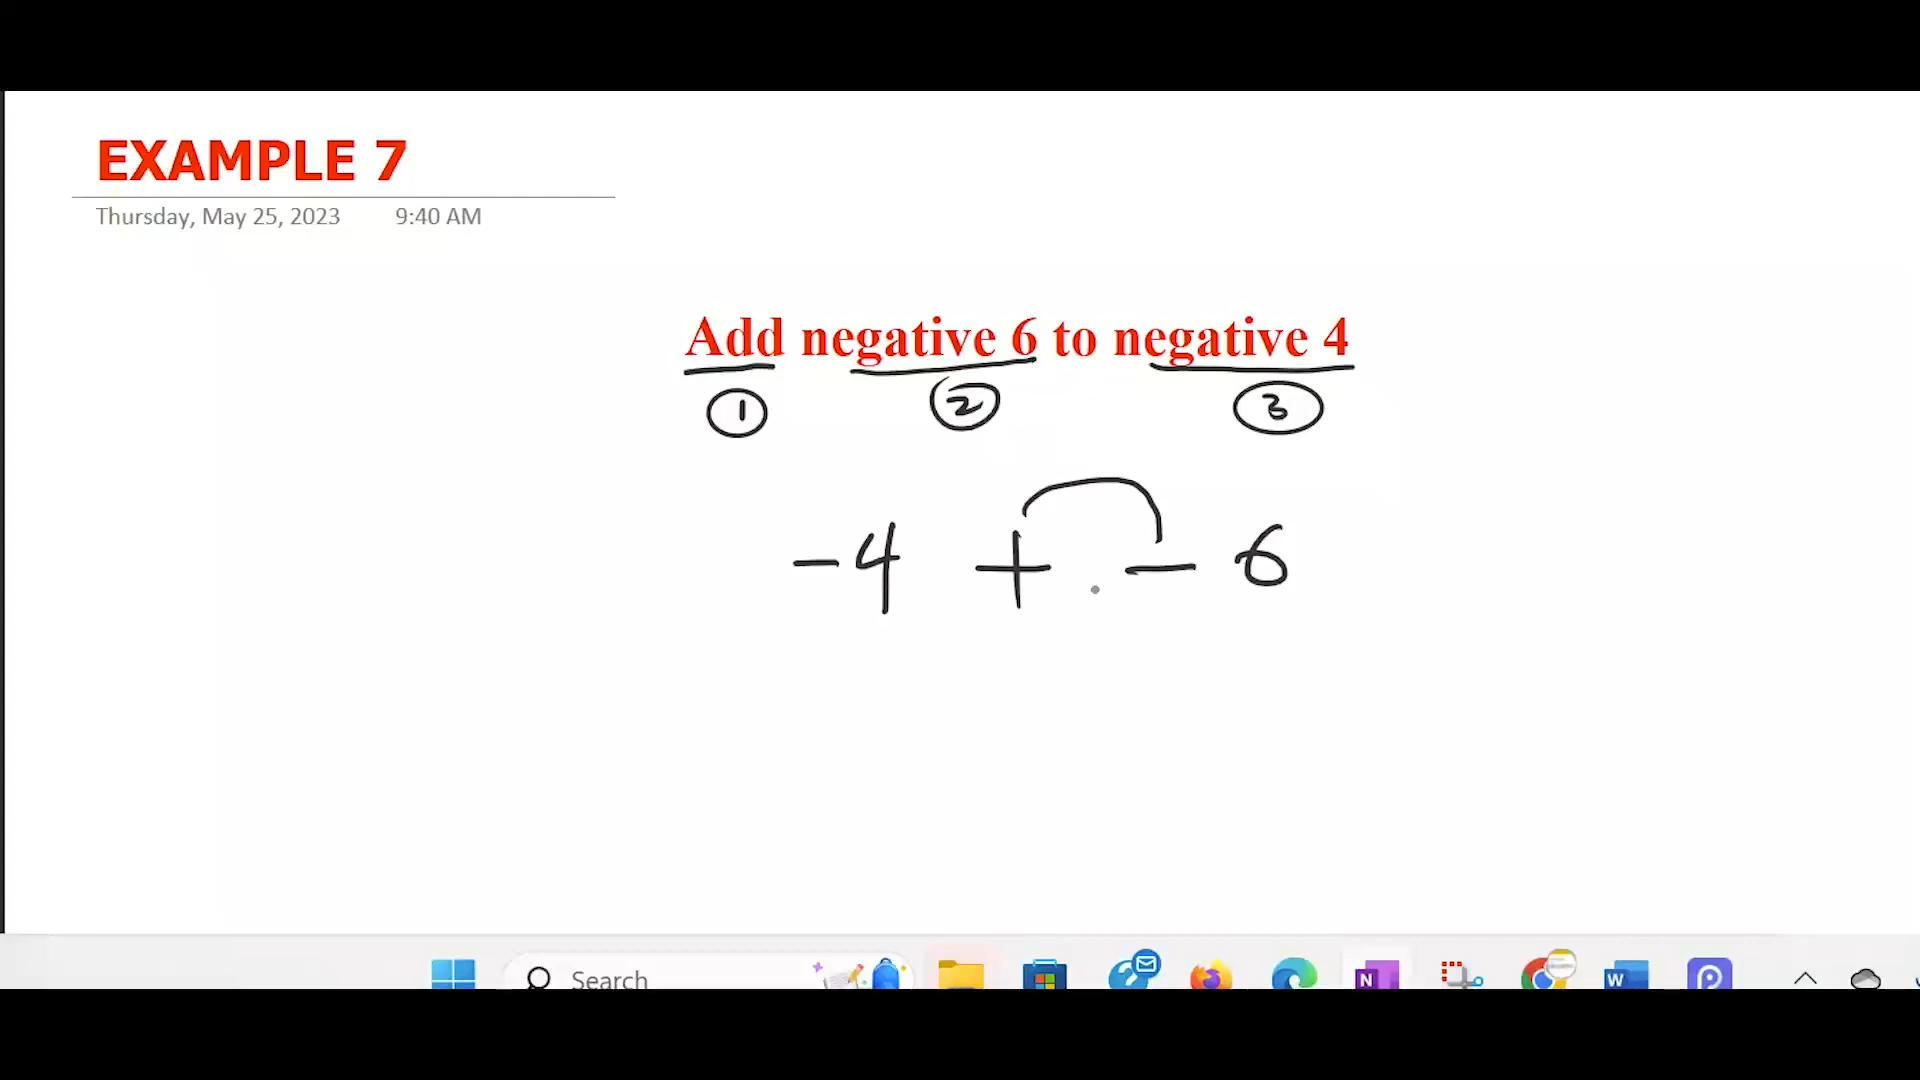 EXAMPLE 7
Thursday, May 25, 2023 9:40 AM
Add negative 6 to negative 4
1 2 3
-4 + - 6
Search